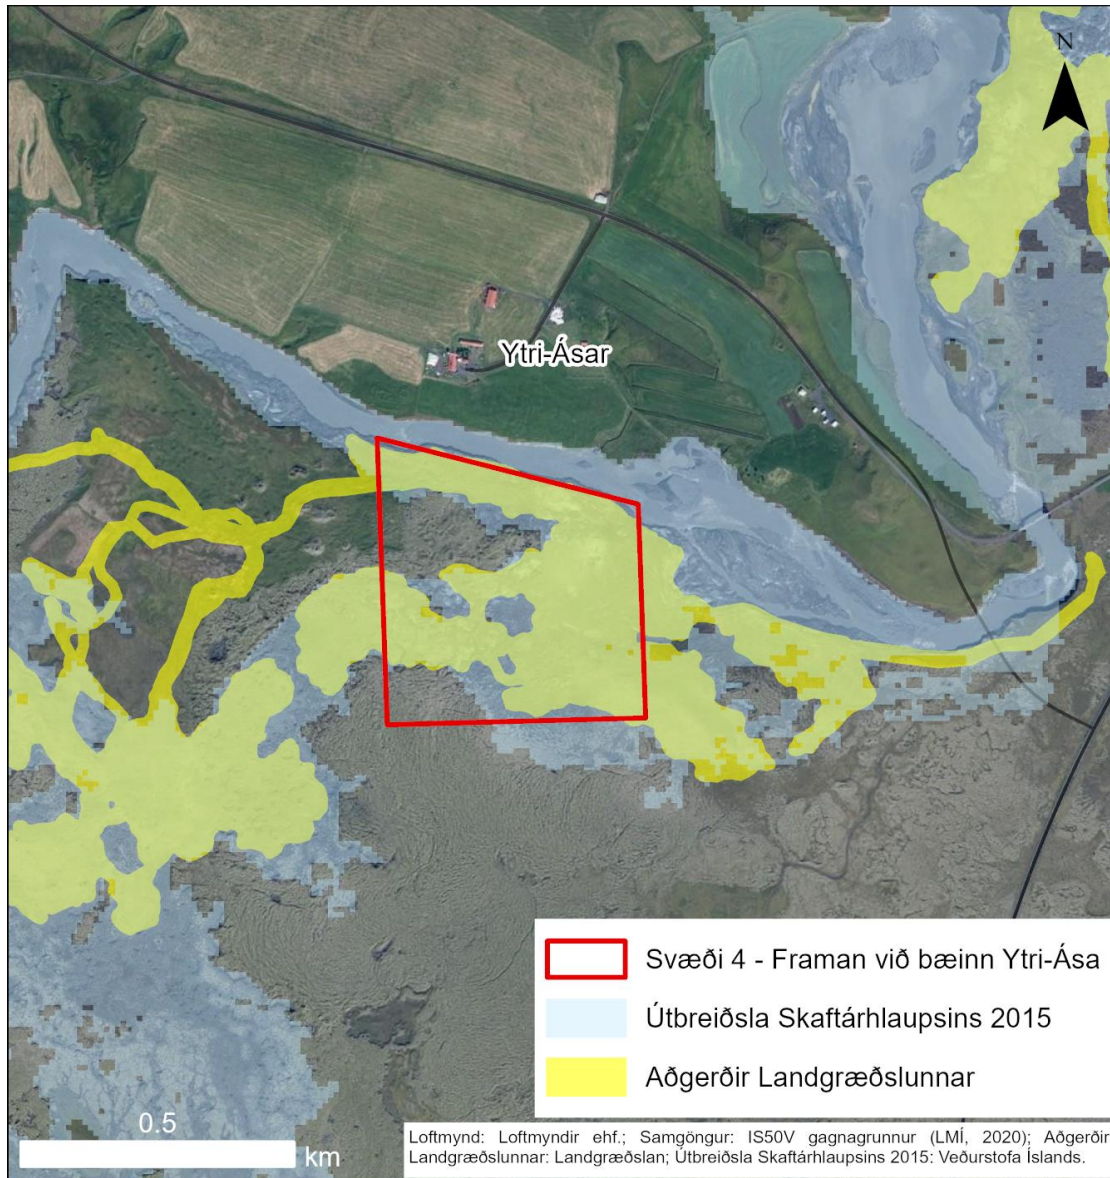 N
Ytri-Ásar
Svæði 4 - Framan við bæinn Ytri-Ása
Útbreiðsla Skaftárhlaupsins 2015
Aðgerðir Landgræðslunnar
0.5
km
Loftmynd: Loftmyndir ehf.; Samgöngur: IS50V gagnagrunnur (LMÍ, 2020); Aðgerðir
Landgræðslunnar: Landgræðslan; Útbreiðsla Skaftárhlaupsins 2015: Veðurstofa Íslands.